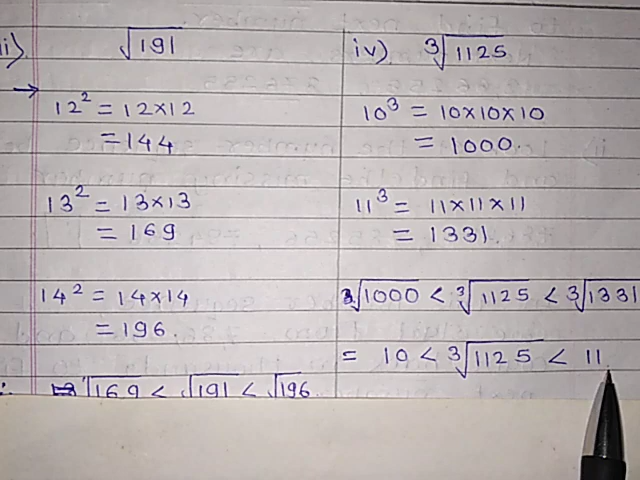 ii) √191
→ 12² = 12×12
= 144
13² = 13×13
= 169
14² = 14×14
= 196.
∴ √169 < √191 < √196.
iv) ∛1125
10³ = 10×10×10
= 1000.
11³ = 11×11×11
= 1331.
∛1000 < ∛1125 < ∛1331
= 10 < ∛1125 < 11